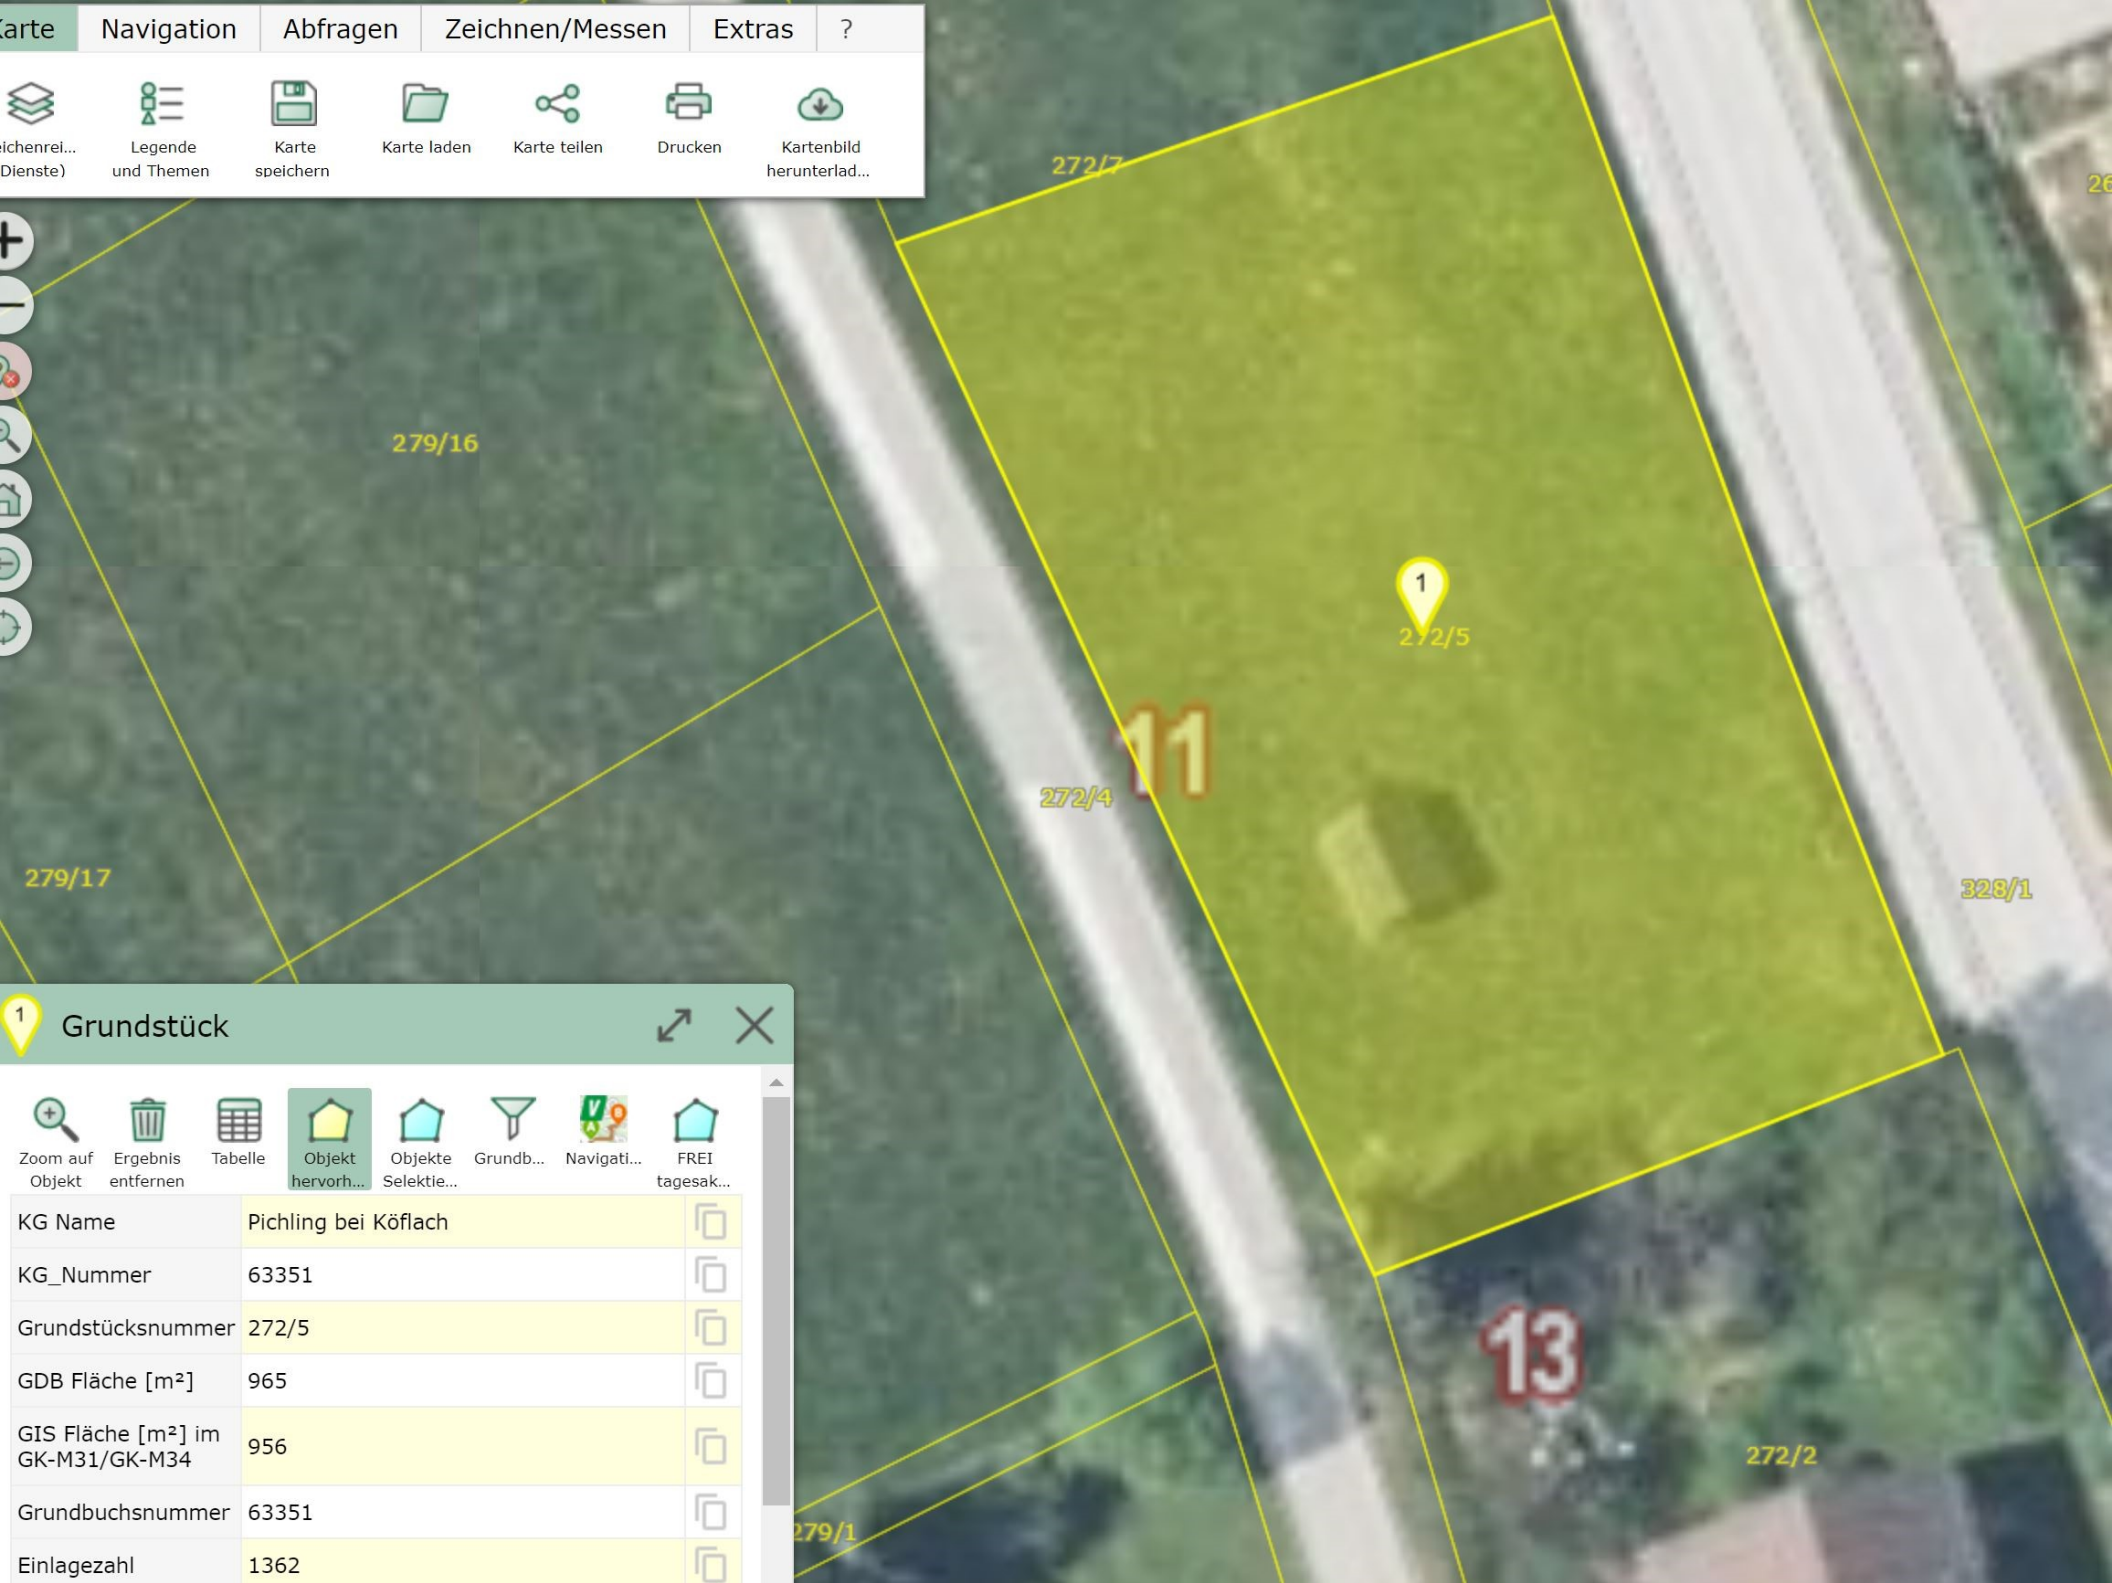 Karte Navigation Abfragen Zeichnen/Messen Extras ?
Legende Karte Karte laden Karte teilen Drucken Kartenbild
Dienste) und Themen speichern herunterlad...
272/7
279/16
1
272/5
11
272/4
279/17
328/1
1 Grundstück
Zoom auf Ergebnis Tabelle Objekt Objekte Grundb... Navigati... FREI
Objekt entfernen hervorh... Selektie... tagesak...
KG Name Pichling bei Köflach
KG_Nummer 63351
Grundstücksnummer 272/5
GDB Fläche [m²] 965
GIS Fläche [m²] im
GK-M31/GK-M34 956
Grundbuchsnummer 63351
Einlagezahl 1362
13
272/2
279/1